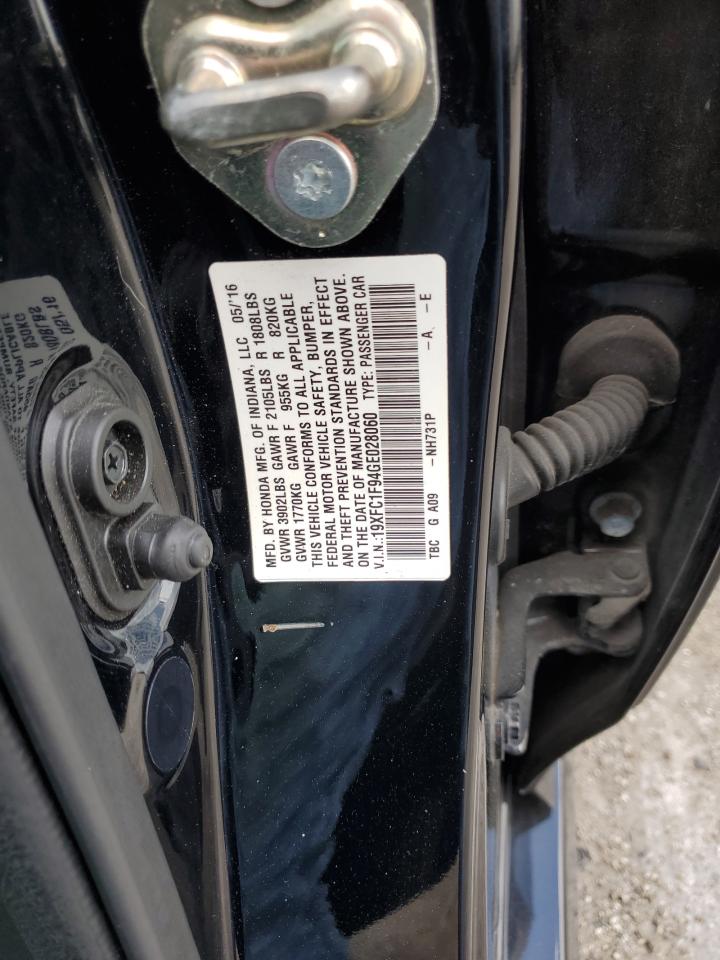 MFD. BY HONDA MFG. OF INDIANA, LLC 05/'16
GVWR 3902LBS GAWR F 2105LBS R 1808LBS
GVWR 1770KG GAWR F 955KG R 820KG
THIS VEHICLE CONFORMS TO ALL APPLICABLE
FEDERAL MOTOR VEHICLE SAFETY, BUMPER,
AND THEFT PREVENTION STANDARDS IN EFFECT
ON THE DATE OF MANUFACTURE SHOWN ABOVE.
V.I.N.:19XFC1F94GE028060 TYPE: PASSENGER CAR
TBC G A09 -NH731P -A -E